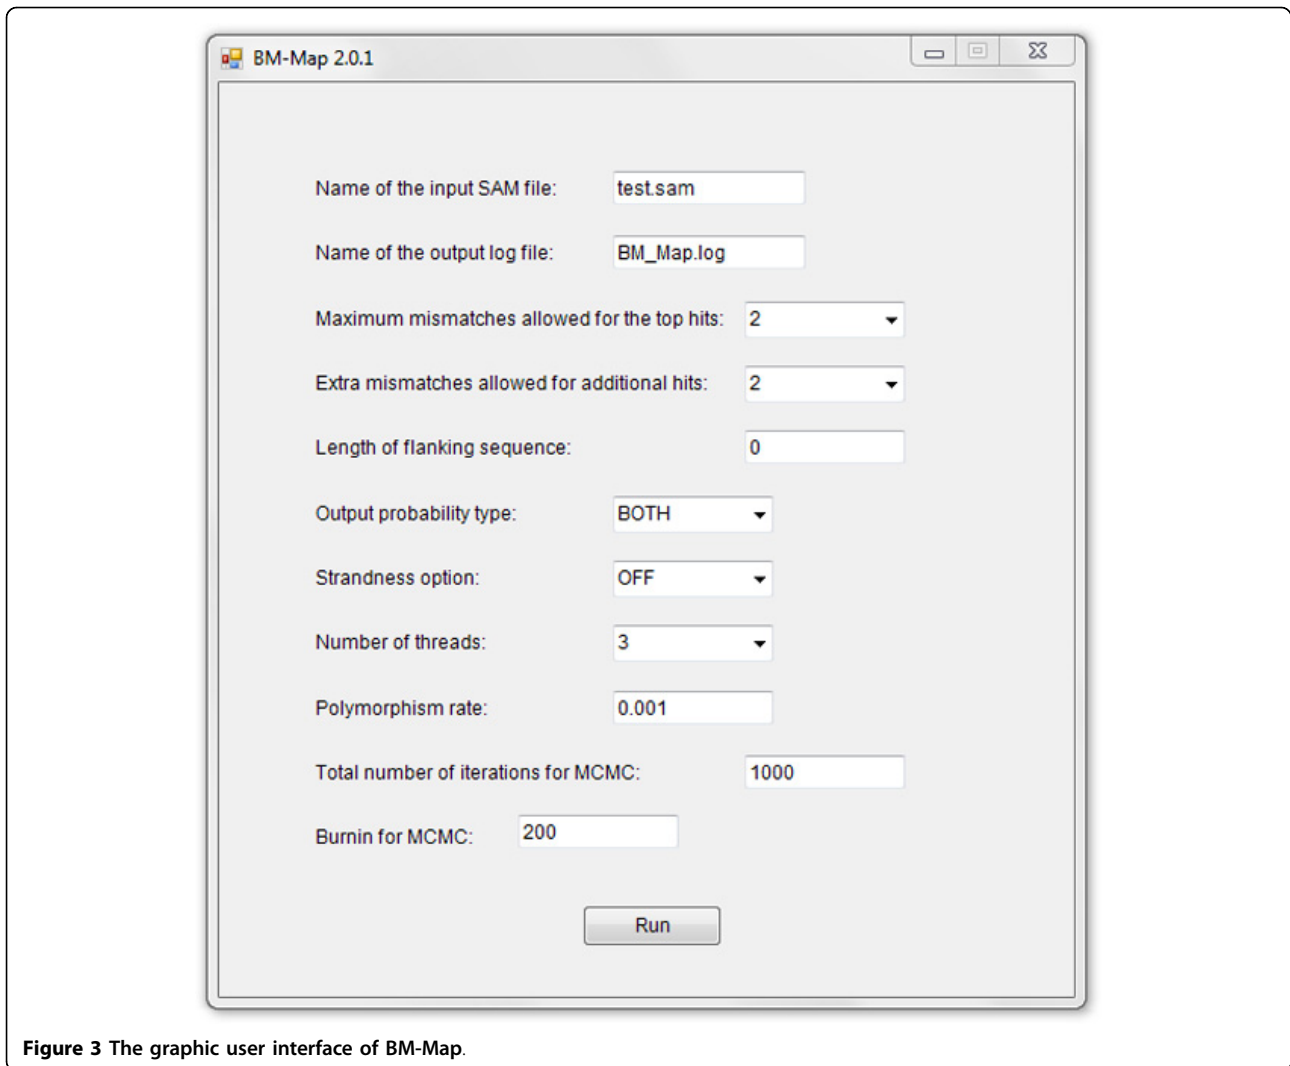 BM-Map 2.0.1
Name of the input SAM file: test.sam
Name of the output log file: BM_Map.log
Maximum mismatches allowed for the top hits: 2
Extra mismatches allowed for additional hits: 2
Length of flanking sequence: 0
Output probability type: BOTH
Strandness option: OFF
Number of threads: 3
Polymorphism rate: 0.001
Total number of iterations for MCMC: 1000
Burnin for MCMC: 200
Run
Figure 3 The graphic user interface of BM-Map.